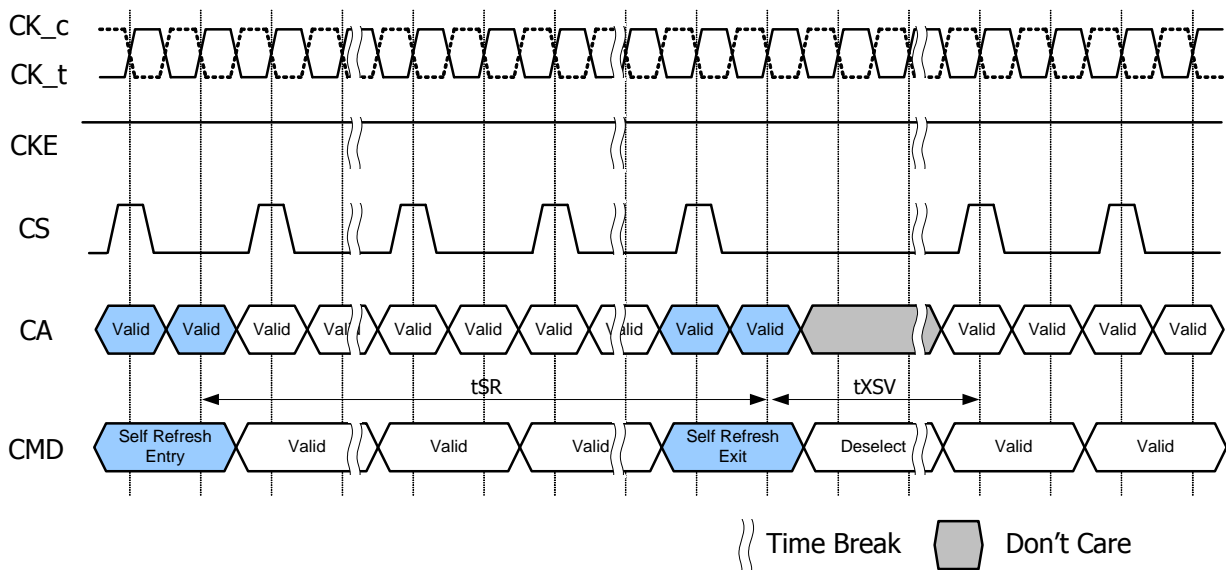 CK_c
CK_t
CKE
CS
CA
Valid Valid Valid Valid Valid Valid Valid Valid Valid Valid Valid Valid Valid Valid
tSR tXSV
CMD
Self Refresh Entry Valid Valid Valid Self Refresh Exit Deselect Valid Valid
Time Break Don't Care